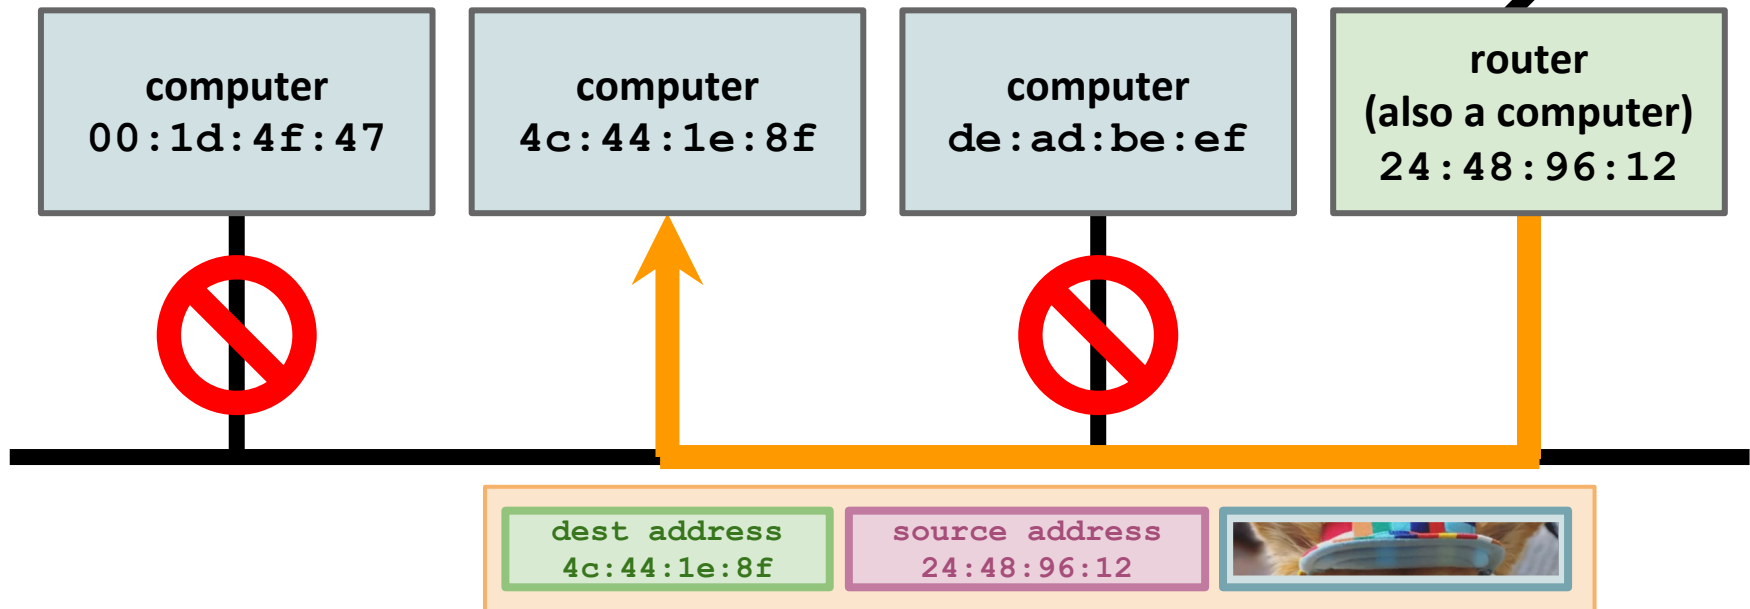 computer
00:1d:4f:47
computer
4c:44:1e:8f
computer
de:ad:be:ef
router
(also a computer)
24:48:96:12
dest address
4c:44:1e:8f
source address
24:48:96:12